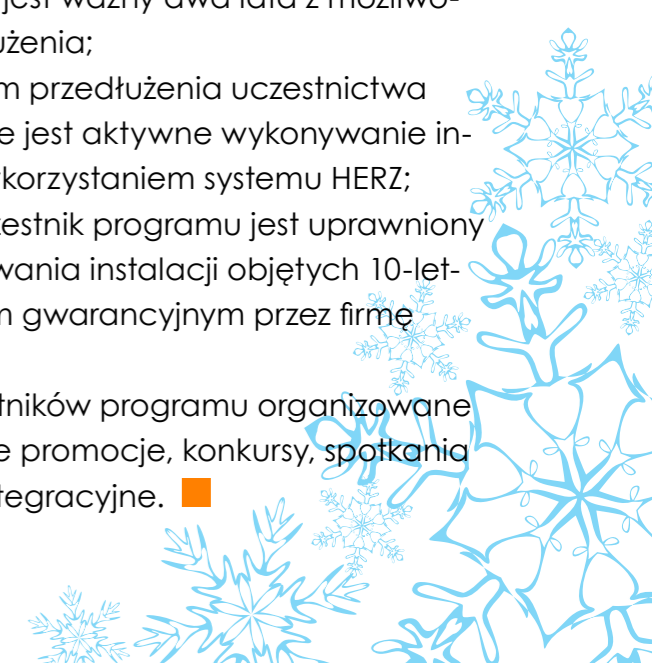 jest ważny dwa lata z możliwo-
użenia;
m przedłużenia uczestnictwa
e jest aktywne wykonywanie in-
korzystaniem systemu HERZ;
estnik programu jest uprawniony
wania instalacji objętych 10-let-
m gwarancyjnym przez firmę
tników programu organizowane
e promocje, konkursy, spotkania
tegracyjne.